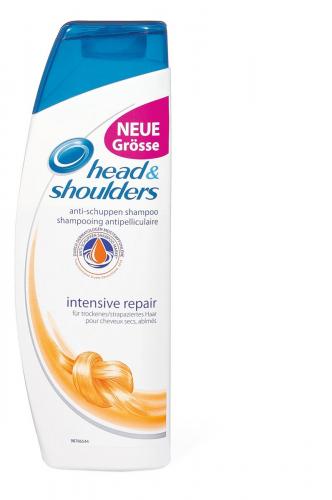 NEUE
Grösse
head&
shoulders
anti-schuppen shampoo
shampooing antipelliculaire
intensive repair
für trockenes/strapaziertes Haar
pour cheveux secs, abîmés
98766544